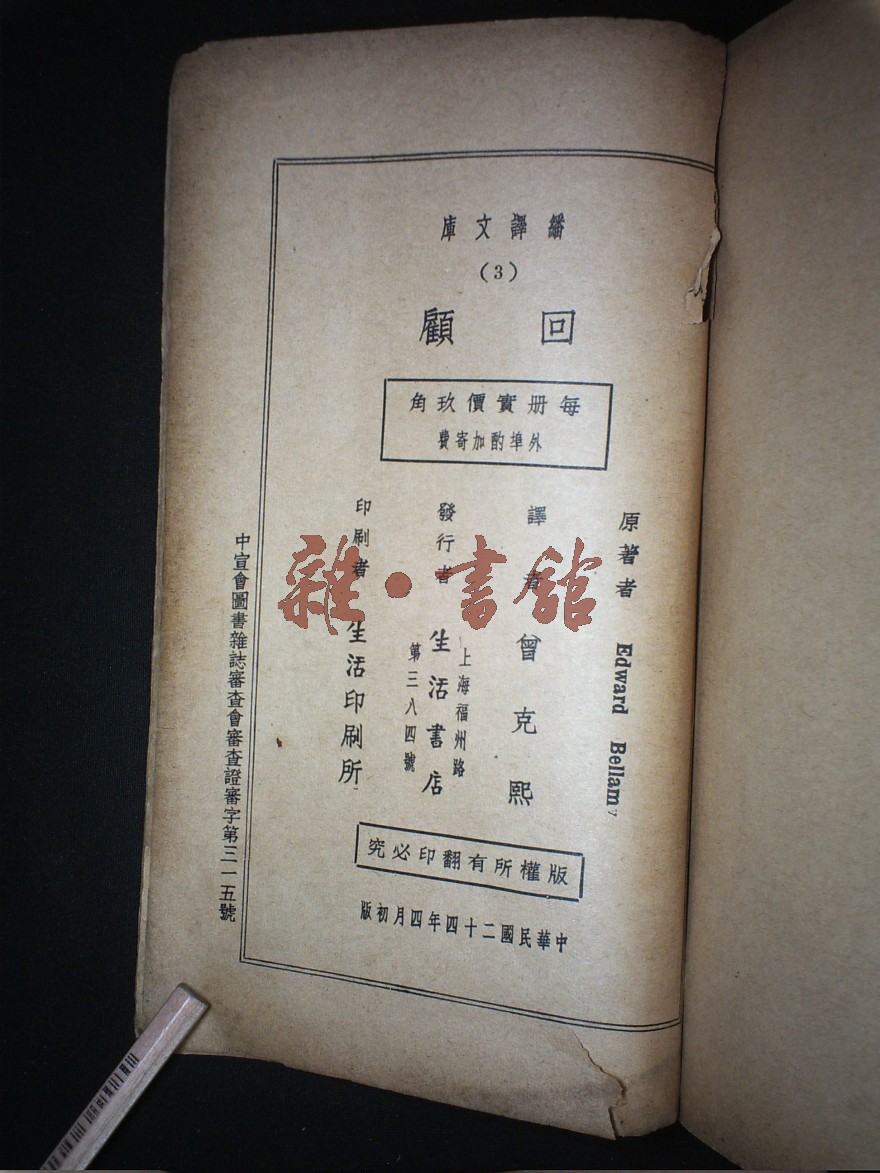 繙譯文庫
(3)
回顧
每册實價玖角
外埠酌加寄費
原著者 Edward Bellamy
譯者 曾克熙
發行者 生活書店
上海福州路
第三八四號
印刷者 生活印刷所
版權所有翻印必究
中華民國二十四年四月初版
中宣會圖書雜誌審查會審查證審字第三一五號
雜·書館